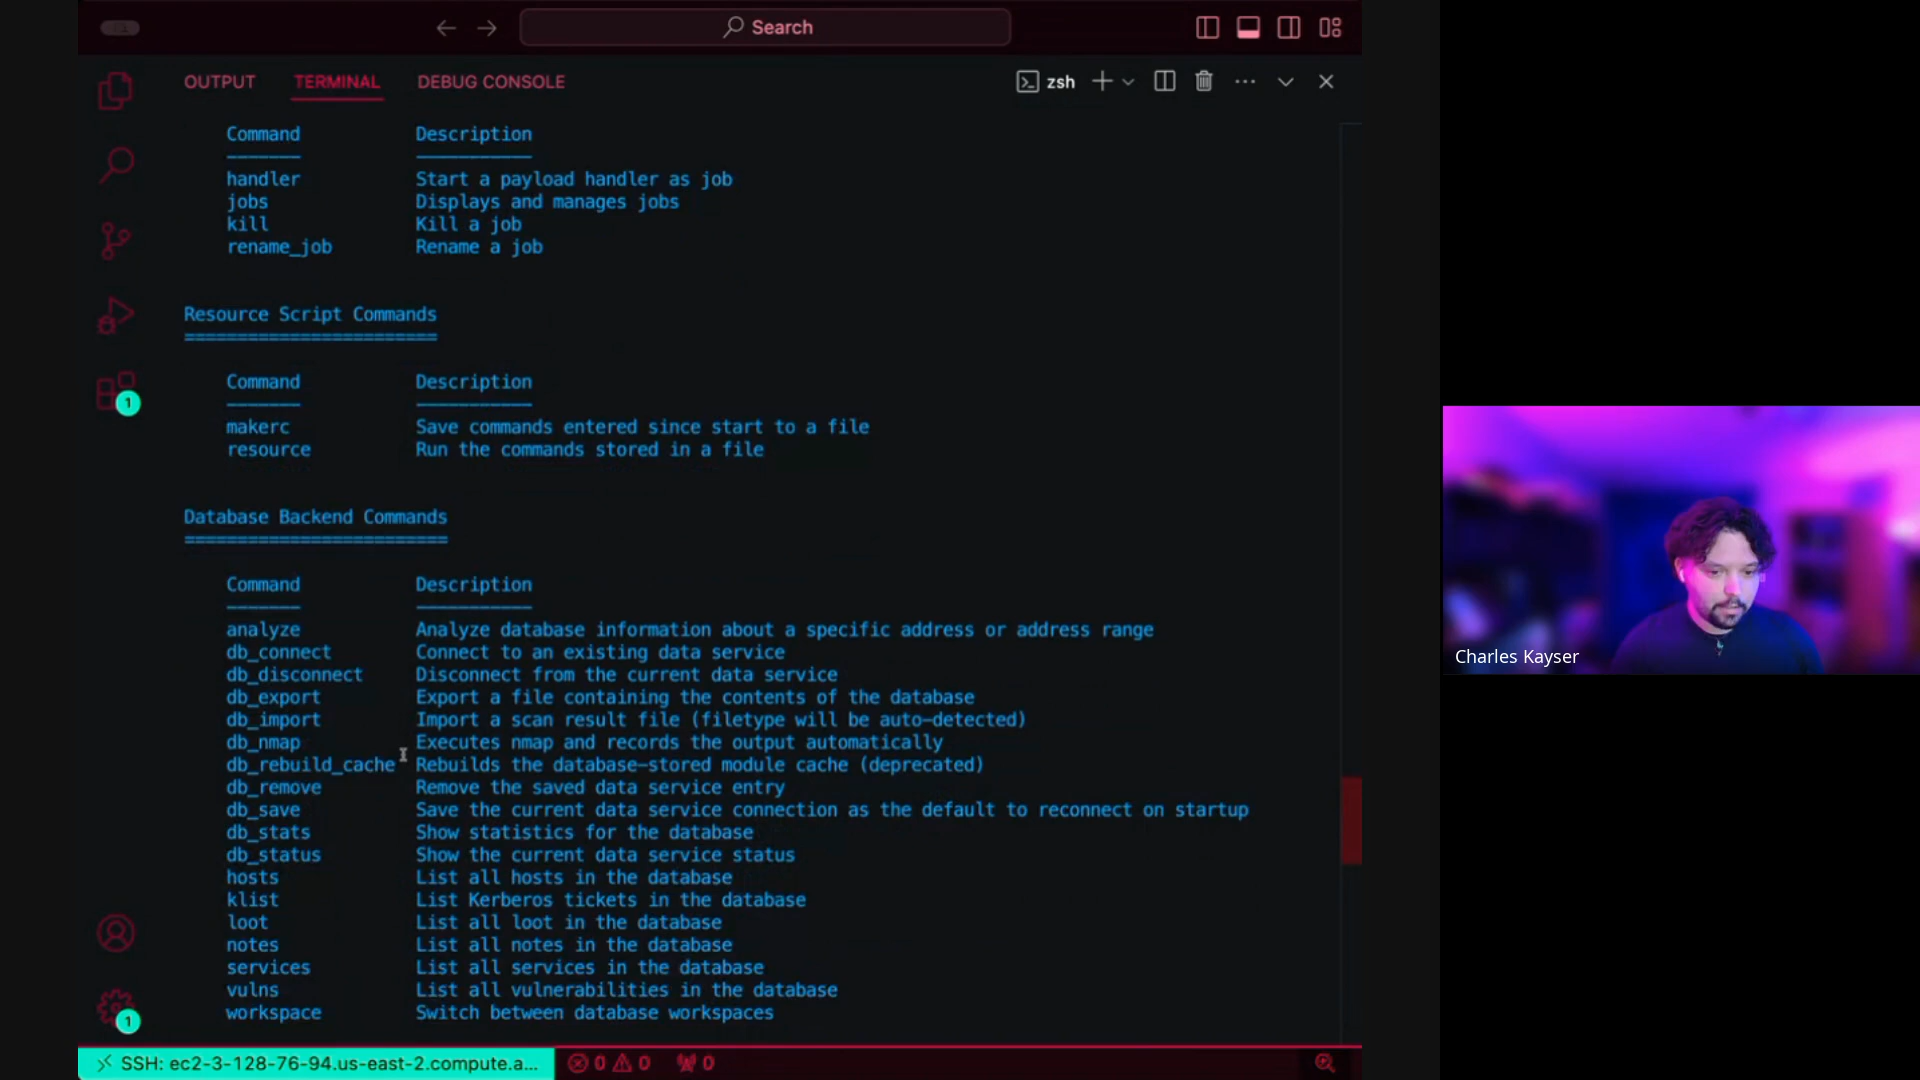 Search
OUTPUT TERMINAL DEBUG CONSOLE zsh
Command Description
------- -----------
handler Start a payload handler as job
jobs Displays and manages jobs
kill Kill a job
rename_job Rename a job
Resource Script Commands
========================
Command Description
------- -----------
makerc Save commands entered since start to a file
resource Run the commands stored in a file
Database Backend Commands
=========================
Command Description
------- -----------
analyze Analyze database information about a specific address or address range
db_connect Connect to an existing data service
db_disconnect Disconnect from the current data service
db_export Export a file containing the contents of the database
db_import Import a scan result file (filetype will be auto-detected)
db_nmap Executes nmap and records the output automatically
db_rebuild_cache Rebuilds the database-stored module cache (deprecated)
db_remove Remove the saved data service entry
db_save Save the current data service connection as the default to reconnect on startup
db_stats Show statistics for the database
db_status Show the current data service status
hosts List all hosts in the database
klist List Kerberos tickets in the database
loot List all loot in the database
notes List all notes in the database
services List all services in the database
vulns List all vulnerabilities in the database
workspace Switch between database workspaces
1
1
SSH: ec2-3-128-76-94.us-east-2.compute.a... 0 0 0
Charles Kayser